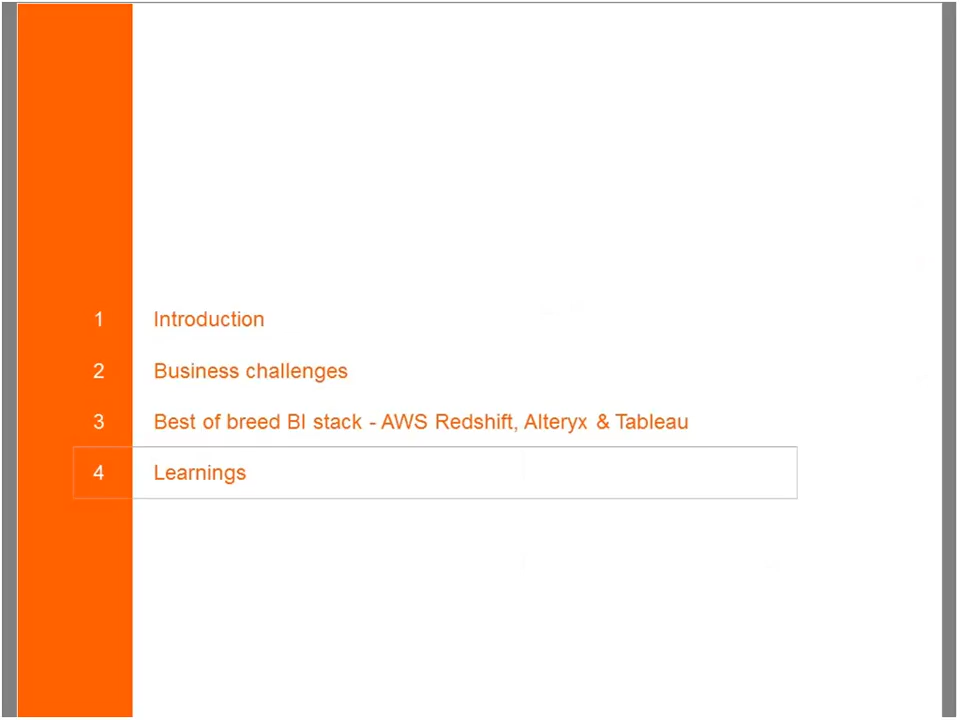 1 Introduction
2 Business challenges
3 Best of breed BI stack - AWS Redshift, Alteryx & Tableau
4 Learnings